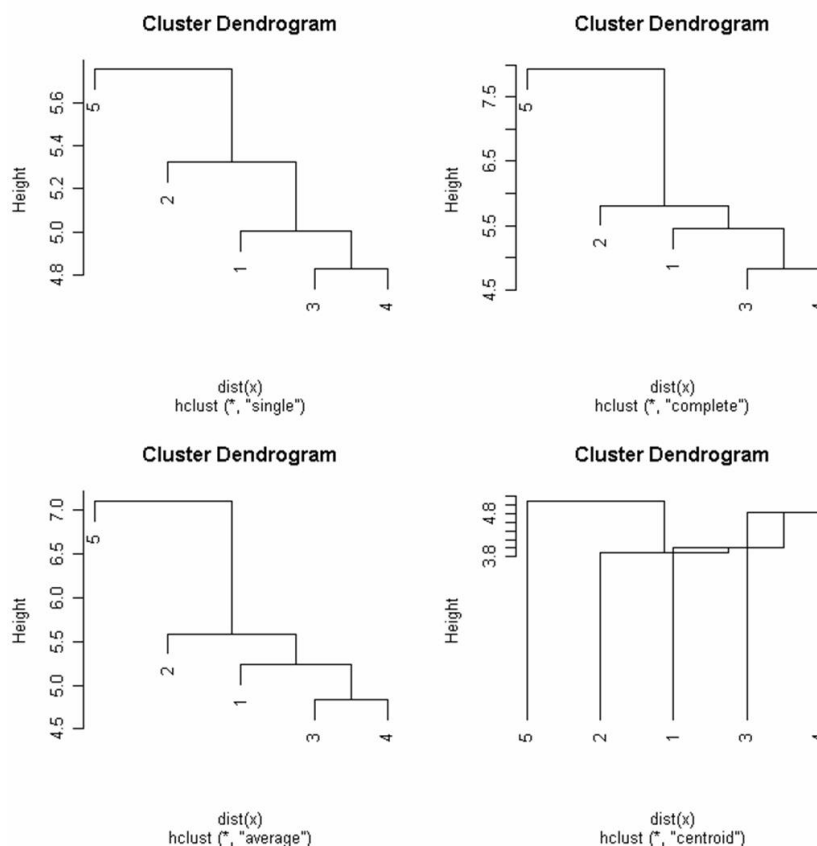 Cluster Dendrogram
Height
5.6
5.4
5.2
5.0
4.8
5
2
1
3
4
dist(x)
hclust (*, "single")
Cluster Dendrogram
Height
7.5
6.5
5.5
4.5
5
2
1
3
4
dist(x)
hclust (*, "complete")
Cluster Dendrogram
Height
7.0
6.5
6.0
5.5
5.0
4.5
5
2
1
3
4
dist(x)
hclust (*, "average")
Cluster Dendrogram
Height
4.8
3.8
5
2
1
3
4
dist(x)
hclust (*, "centroid")